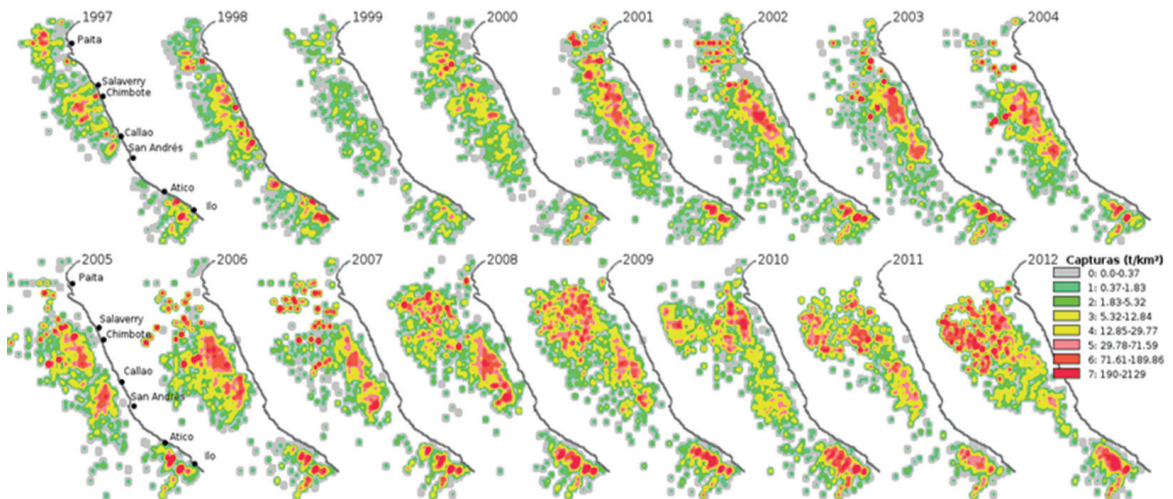 1997
1998
1999
2000
2001
2002
2003
2004
Paita
Salaverry
Chimbote
Callao
San Andrés
Atico
Ilo
2005
2006
2007
2008
2009
2010
2011
2012
Paita
Salaverry
Chimbote
Callao
San Andrés
Atico
Ilo
Capturas (t/km²)
0: 0.0-0.37
1: 0.37-1.83
2: 1.83-5.32
3: 5.32-12.84
4: 12.85-29.77
5: 29.78-71.59
6: 71.61-189.86
7: 190-2129